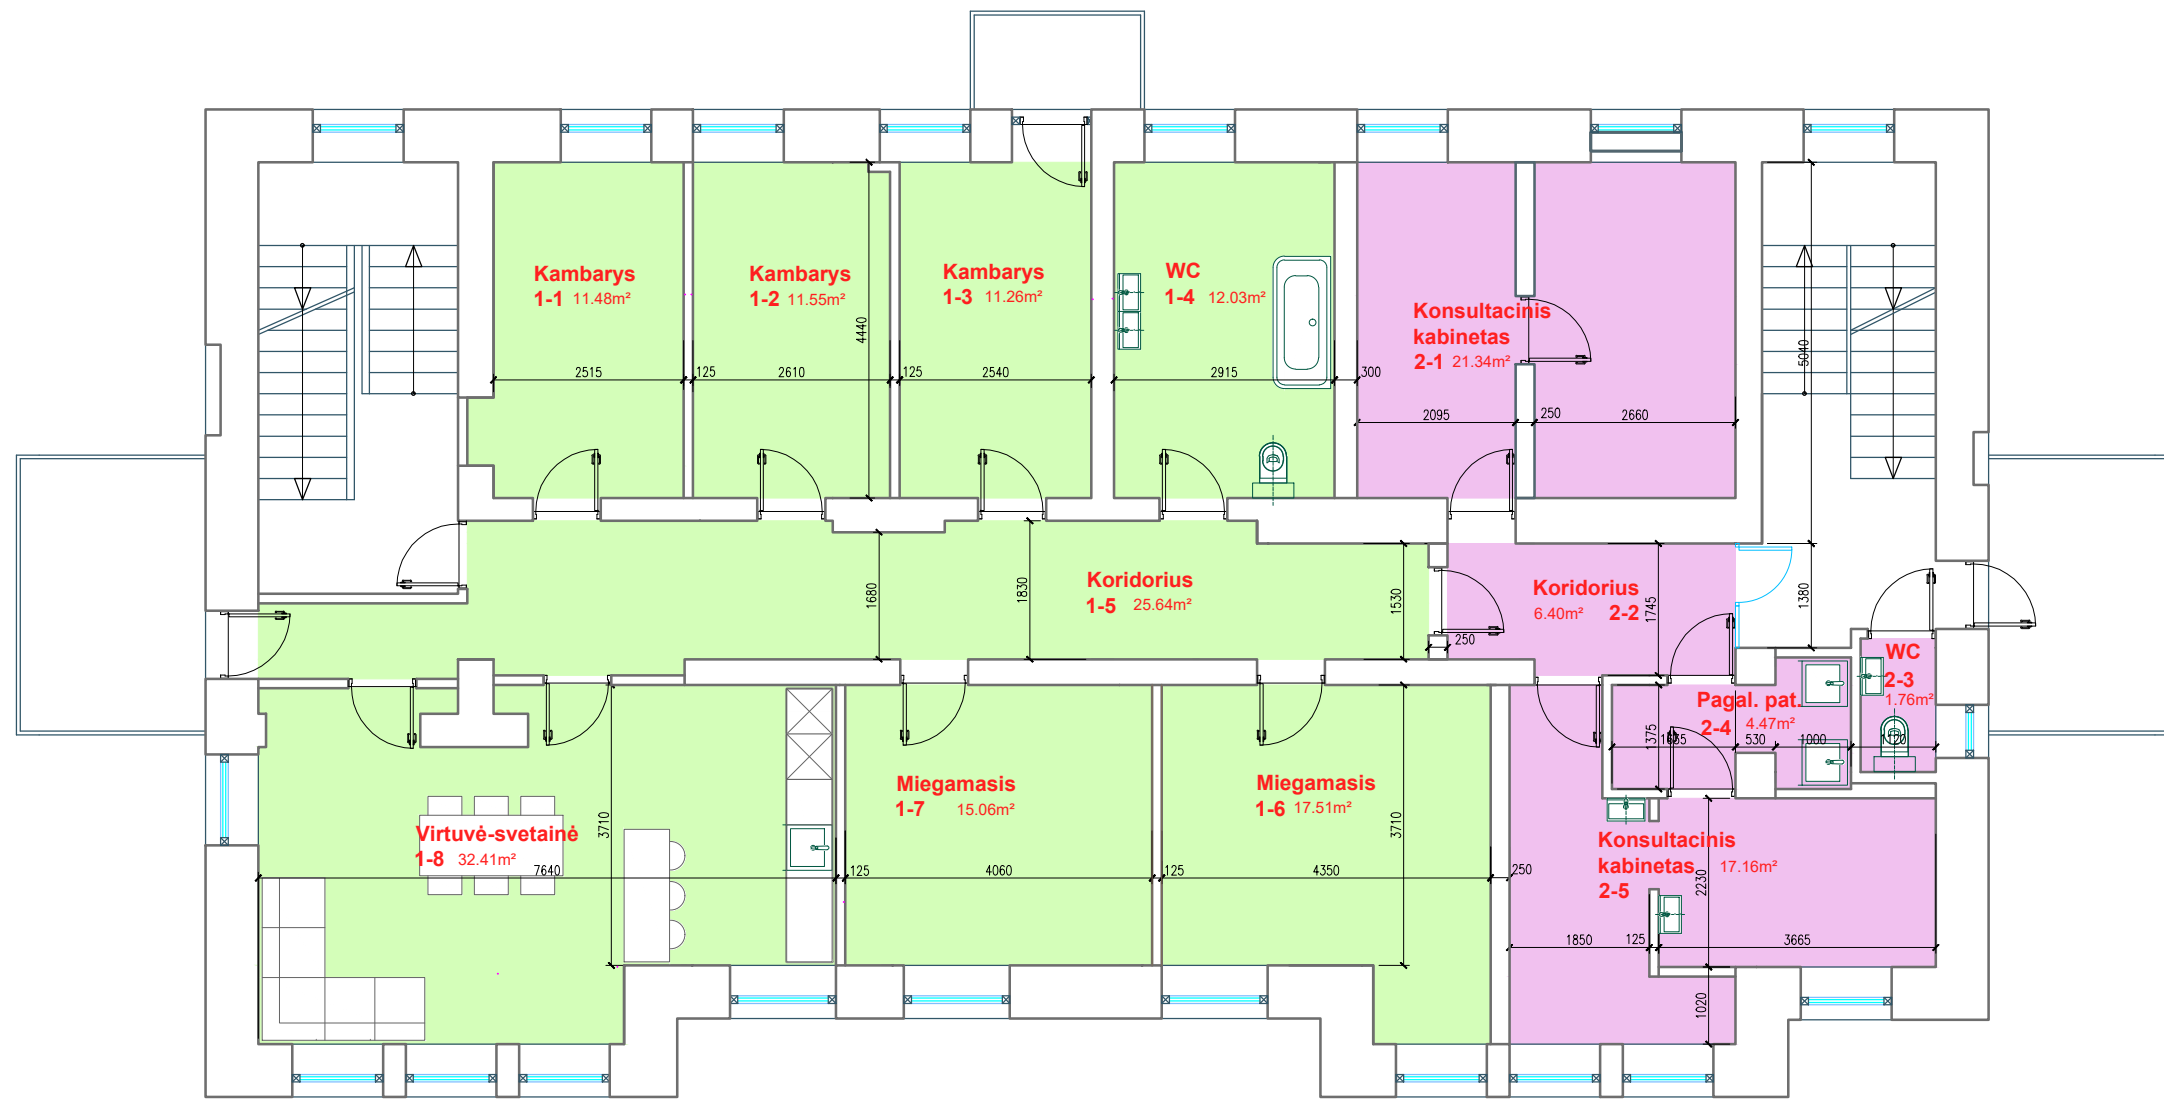 Kambarys
1-1 11.48m²
Kambarys
1-2 11.55m²
Kambarys
1-3 11.26m²
WC
1-4 12.03m²
Konsultacinis
kabinetas
2-1 21.34m²
4440
5040
2515
125
2610
125
2540
2915
300
2095
250
2660
Koridorius
1-5 25.64m²
1680
1830
1530
250
Koridorius
6.40m² 2-2
1745
1380
WC
2-3
1.76m²
Pagal. pat.
2-4 4.47m²
1375
1635
530
1000
1120
Virtuvė-svetainė
1-8 32.41m²
3710
7640
Miegamasis
1-7 15.06m²
125
4060
125
Miegamasis
1-6 17.51m²
3710
4350
250
Konsultacinis
kabinetas 17.16m²
2-5
2230
1850
125
3665
1020